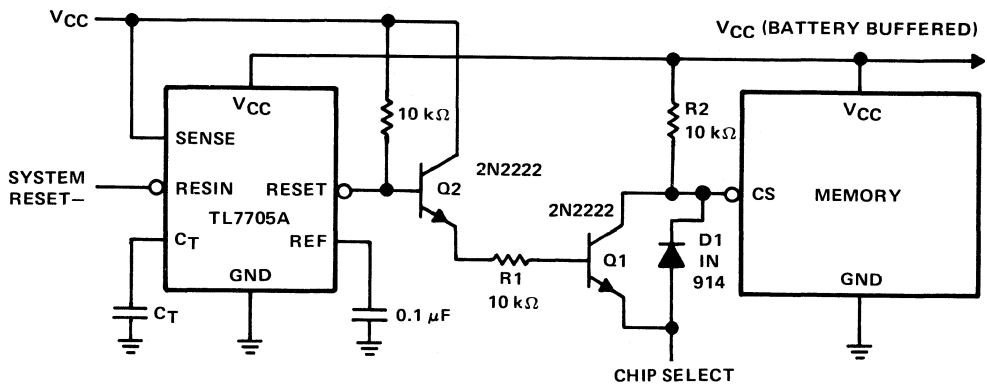 VCC
VCC (BATTERY BUFFERED)
VCC
10 kΩ
R2
10 kΩ
VCC
SENSE
2N2222
SYSTEM
RESET–
RESIN
RESET
Q2
2N2222
CS
MEMORY
TL7705A
CT
REF
Q1
D1
IN
914
R1
10 kΩ
GND
GND
CT
0.1 μF
CHIP SELECT